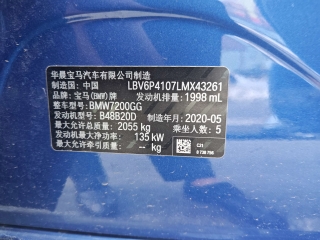 华晨宝马汽车有限公司制造
制造国：中国 LBV6P4107LMX43261
品牌：宝马(BMW)牌 发动机排量：1998 mL
整车型号：BMW7200GG
发动机型号：B48B20D 制造年月：2020-05
最大允许总质量：2055 kg 乘坐人数：5
发动机最大净功率：135 kW
最大允许牵引质量：-- kg